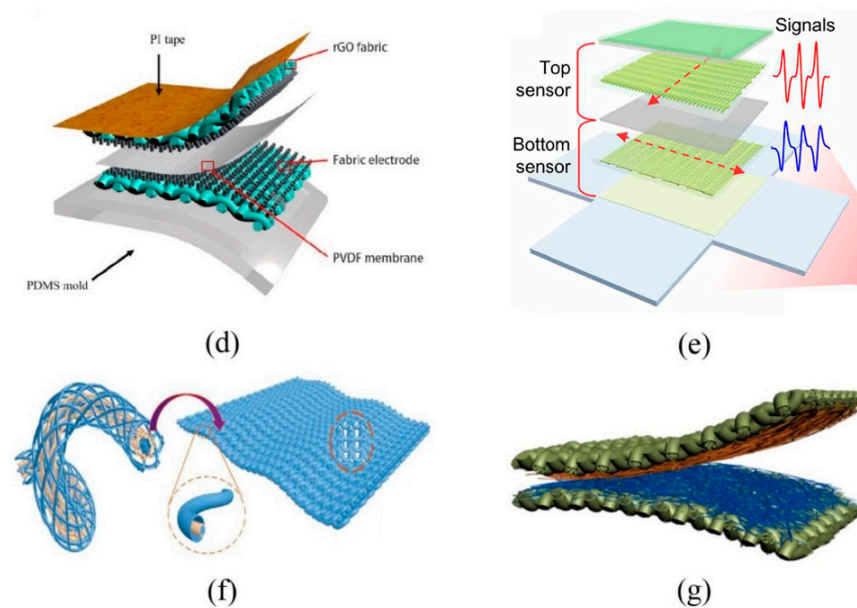 PI tape
rGO fabric
Fabric electrode
PVDF membrane
PDMS mold
(d)
Signals
Top
sensor
Bottom
sensor
(e)
(f)
(g)